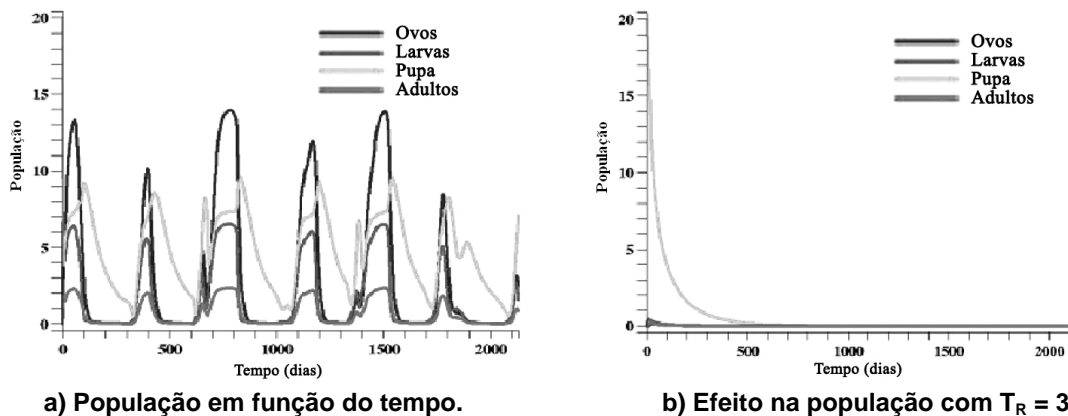 20
15
10
5
0
População
Ovos
Larvas
Pupa
Adultos
0
500
1000
1500
2000
Tempo (dias)
a) População em função do tempo.
20
15
10
5
0
População
Ovos
Larvas
Pupa
Adultos
0
500
1000
1500
2000
Tempo (dias)
b) Efeito na população com T_R = 3